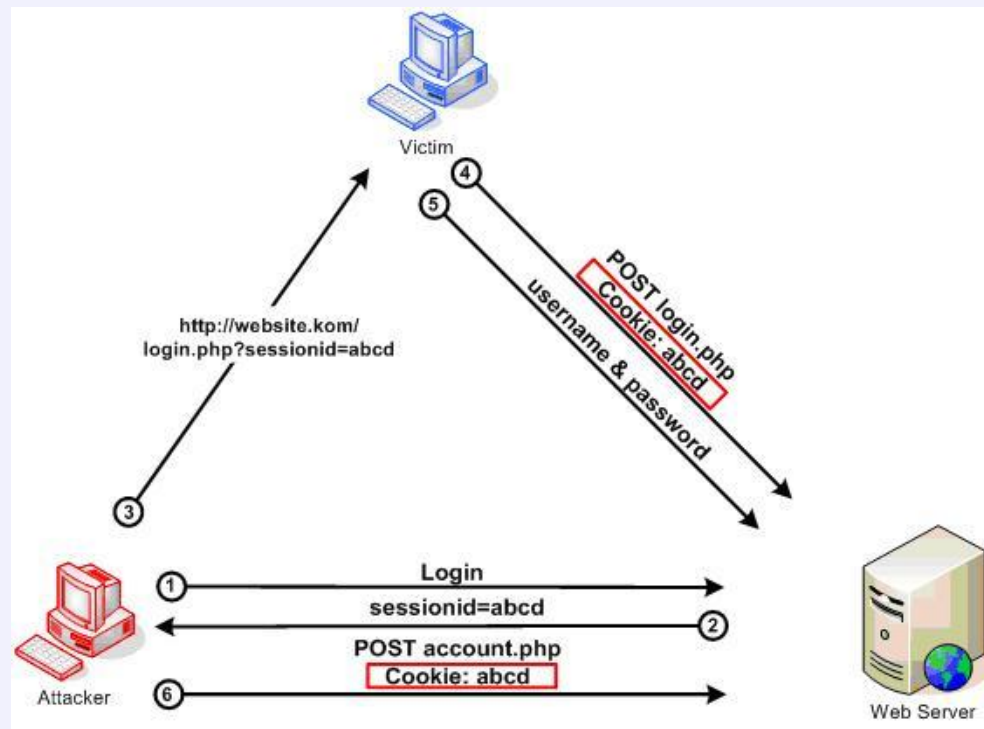 Victim
4
5
POST login.php
Cookie: abcd
username & password
http://website.kom/
login.php?sessionid=abcd
3
1
Login
sessionid=abcd
2
POST account.php
Cookie: abcd
6
Attacker
Web Server